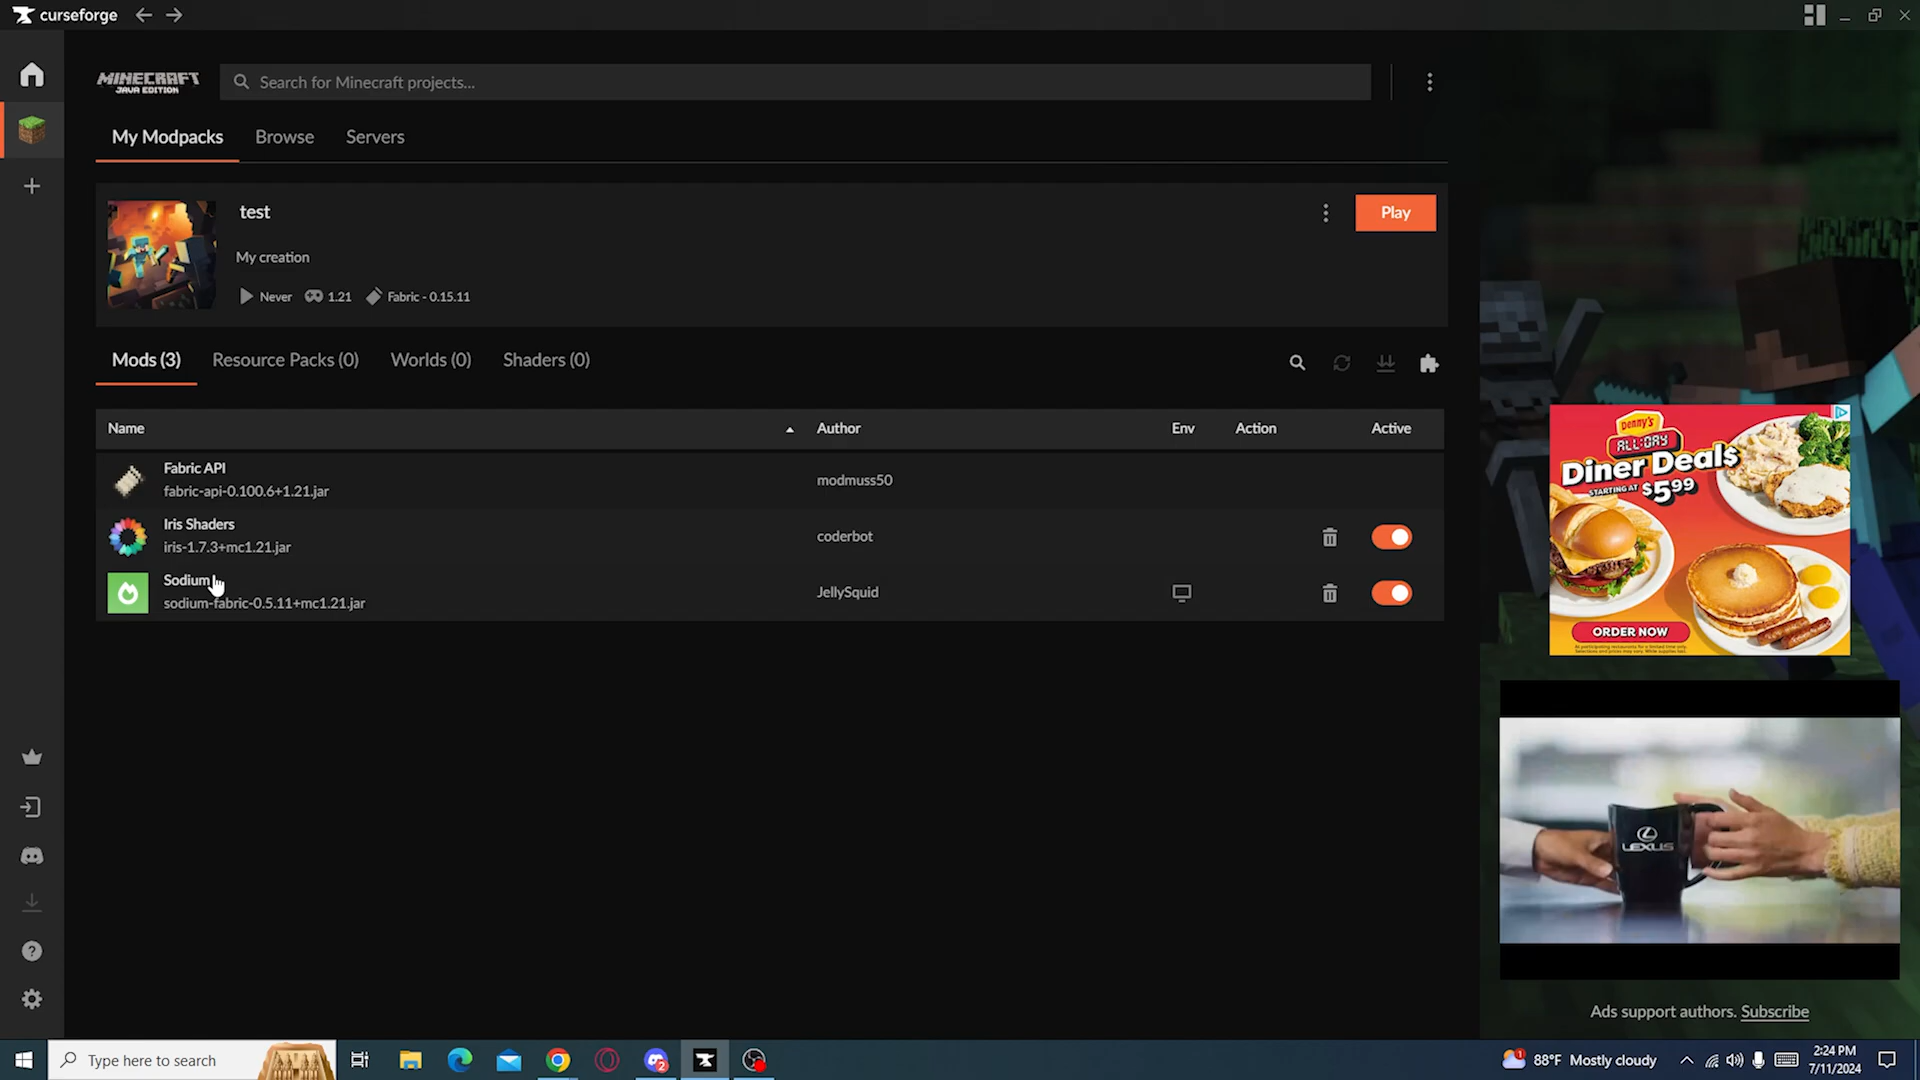 curseforge
MINECRAFT
JAVA EDITION
Search for Minecraft projects...
My Modpacks
Browse
Servers
test
Play
My creation
Never
1.21
Fabric - 0.15.11
Mods (3)
Resource Packs (0)
Worlds (0)
Shaders (0)
Name
Author
Env
Action
Active
Fabric API
fabric-api-0.100.6+1.21.jar
modmuss50
Iris Shaders
iris-1.7.3+mc1.21.jar
coderbot
Sodium
sodium-fabric-0.5.11+mc1.21.jar
JellySquid
Denny's
ALL-DAY
Diner Deals
STARTING AT $5.99
ORDER NOW
LEXUS
Ads support authors. Subscribe
Type here to search
2
1
88°F Mostly cloudy
2:24 PM
7/11/2024